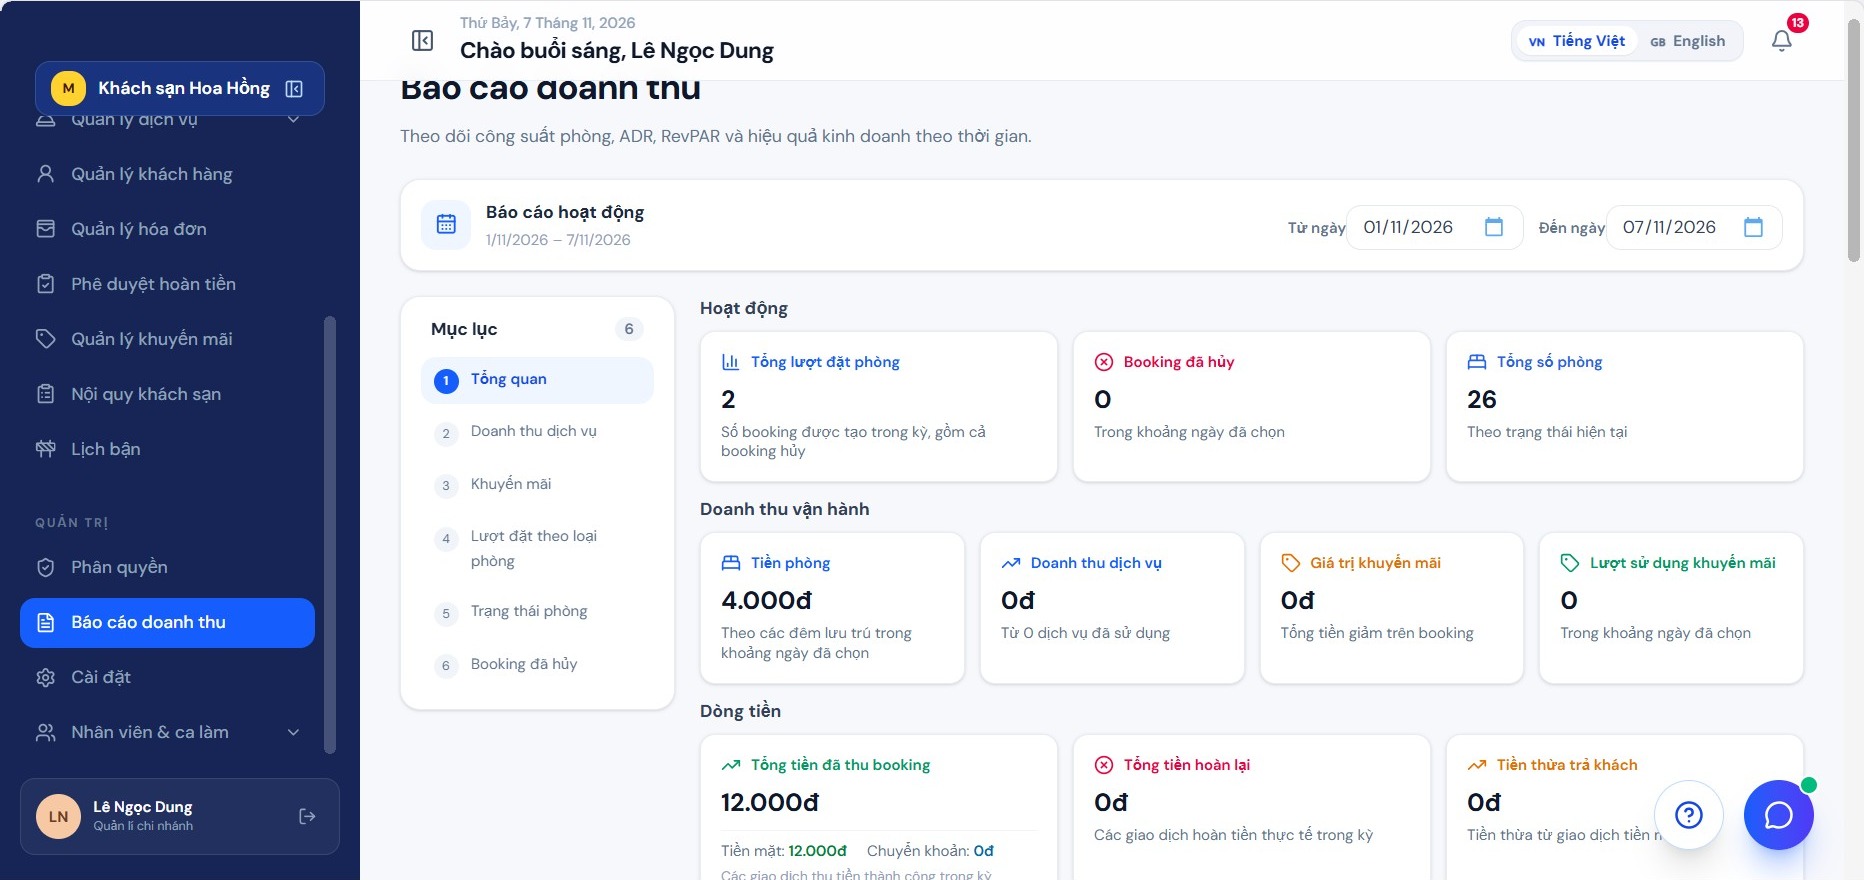 Khách sạn Hoa Hồng
M
Quản lý dịch vụ
Quản lý khách hàng
Quản lý hóa đơn
Phê duyệt hoàn tiền
Quản lý khuyến mãi
Nội quy khách sạn
Lịch bận
QUẢN TRỊ
Phân quyền
Báo cáo doanh thu
Cài đặt
Nhân viên & ca làm
LN
Lê Ngọc Dung
Quản lí chi nhánh
Thứ Bảy, 7 Tháng 11, 2026
Chào buổi sáng, Lê Ngọc Dung
VN Tiếng Việt GB English
13
Báo cáo doanh thu
Theo dõi công suất phòng, ADR, RevPAR và hiệu quả kinh doanh theo thời gian.
Báo cáo hoạt động
1/11/2026 – 7/11/2026
Từ ngày 01/11/2026 Đến ngày 07/11/2026
Mục lục 6
1 Tổng quan
2 Doanh thu dịch vụ
3 Khuyến mãi
4 Lượt đặt theo loại
phòng
5 Trạng thái phòng
6 Booking đã hủy
Hoạt động
Tổng lượt đặt phòng
2
Số booking được tạo trong kỳ, gồm cả
booking hủy
Booking đã hủy
0
Trong khoảng ngày đã chọn
Tổng số phòng
26
Theo trạng thái hiện tại
Doanh thu vận hành
Tiền phòng
4.000đ
Theo các đêm lưu trú trong
khoảng ngày đã chọn
Doanh thu dịch vụ
0đ
Từ 0 dịch vụ đã sử dụng
Giá trị khuyến mãi
0đ
Tổng tiền giảm trên booking
Lượt sử dụng khuyến mãi
0
Trong khoảng ngày đã chọn
Dòng tiền
Tổng tiền đã thu booking
12.000đ
Tiền mặt: 12.000đ Chuyển khoản: 0đ
Các giao dịch thu tiền thành công trong kỳ
Tổng tiền hoàn lại
0đ
Các giao dịch hoàn tiền thực tế trong kỳ
Tiền thừa trả khách
0đ
Tiền thừa từ giao dịch tiền